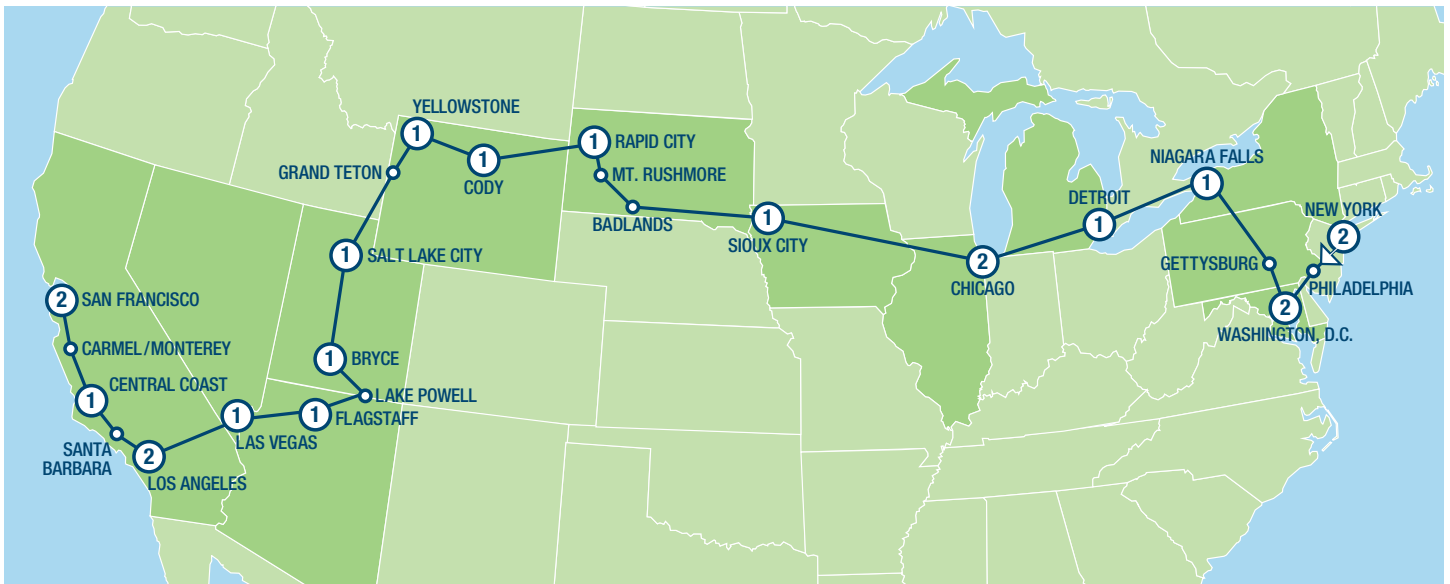 YELLOWSTONE
1
GRAND TETON
1
CODY
1
RAPID CITY
MT. RUSHMORE
BADLANDS
1
SIOUX CITY
2
CHICAGO
DETROIT
1
NIAGARA FALLS
1
NEW YORK
2
GETTYSBURG
PHILADELPHIA
2
WASHINGTON, D.C.
1
SALT LAKE CITY
2
SAN FRANCISCO
CARMEL/MONTEREY
1
CENTRAL COAST
SANTA
BARBARA
2
LOS ANGELES
1
LAS VEGAS
1
FLAGSTAFF
LAKE POWELL
1
BRYCE